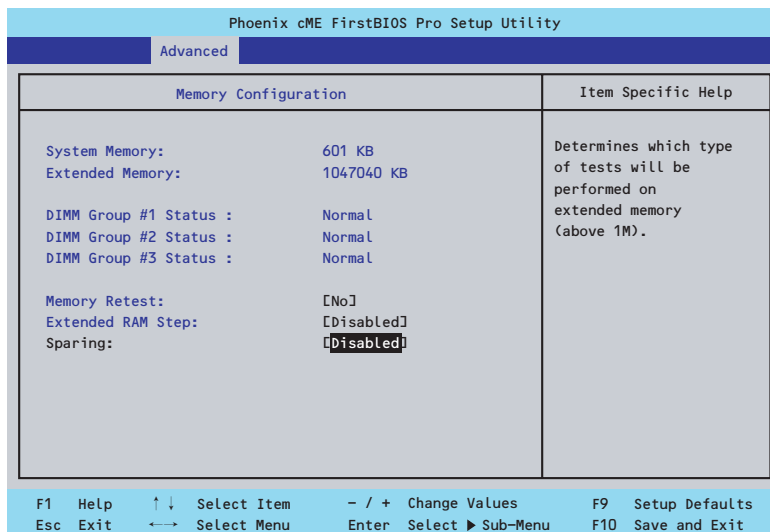 Phoenix cME FirstBIOS Pro Setup Utility
Advanced
Memory Configuration
Item Specific Help
System Memory: 601 KB
Extended Memory: 1047040 KB
DIMM Group #1 Status : Normal
DIMM Group #2 Status : Normal
DIMM Group #3 Status : Normal
Memory Retest: [No]
Extended RAM Step: [Disabled]
Sparing: [Disabled]
Determines which type
of tests will be
performed on
extended memory
(above 1M).
F1 Help ↑↓ Select Item - / + Change Values F9 Setup Defaults
Esc Exit ←→ Select Menu Enter Select ▶ Sub-Menu F10 Save and Exit